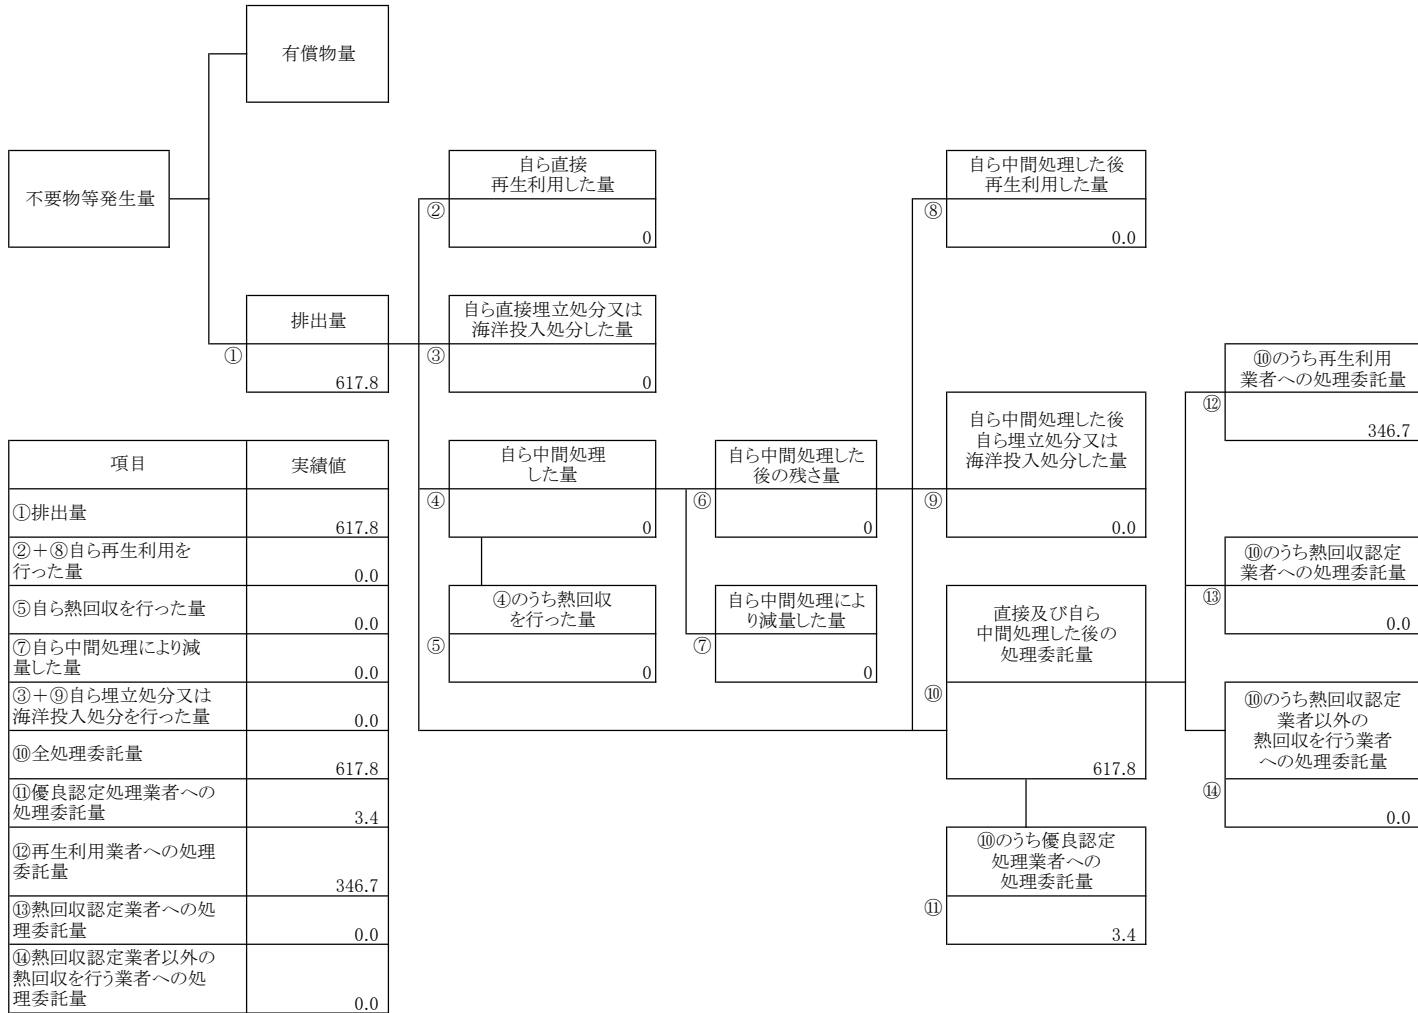 有償物量
不要物等発生量
自ら直接
再生利用した量
②
0
自ら中間処理した後
再生利用した量
⑧
0.0
排出量
①
617.8
自ら直接埋立処分又は
海洋投入処分した量
③
0
⑩のうち再生利用
業者への処理委託量
⑫
346.7
自ら中間処理
した量
④
0
自ら中間処理した
後の残さ量
⑥
0
自ら中間処理した後
自ら埋立処分又は
海洋投入処分した量
⑨
0.0
⑩のうち熱回収認定
業者への処理委託量
⑬
0.0
④のうち熱回収
を行った量
⑤
0
自ら中間処理によ
り減量した量
⑦
0
直接及び自ら
中間処理した後の
処理委託量
⑩
617.8
⑩のうち熱回収認定
業者以外の
熱回収を行う業者
への処理委託量
⑭
0.0
⑩のうち優良認定
処理業者への
処理委託量
⑪
3.4
項目
実績値
①排出量
617.8
②+⑧自ら再生利用を
行った量
0.0
⑤自ら熱回収を行った量
0.0
⑦自ら中間処理により減
量した量
0.0
③+⑨自ら埋立処分又は
海洋投入処分を行った量
0.0
⑩全処理委託量
617.8
⑪優良認定処理業者への
処理委託量
3.4
⑫再生利用業者への処理
委託量
346.7
⑬熱回収認定業者への処
理委託量
0.0
⑭熱回収認定業者以外の
熱回収を行う業者への処
理委託量
0.0